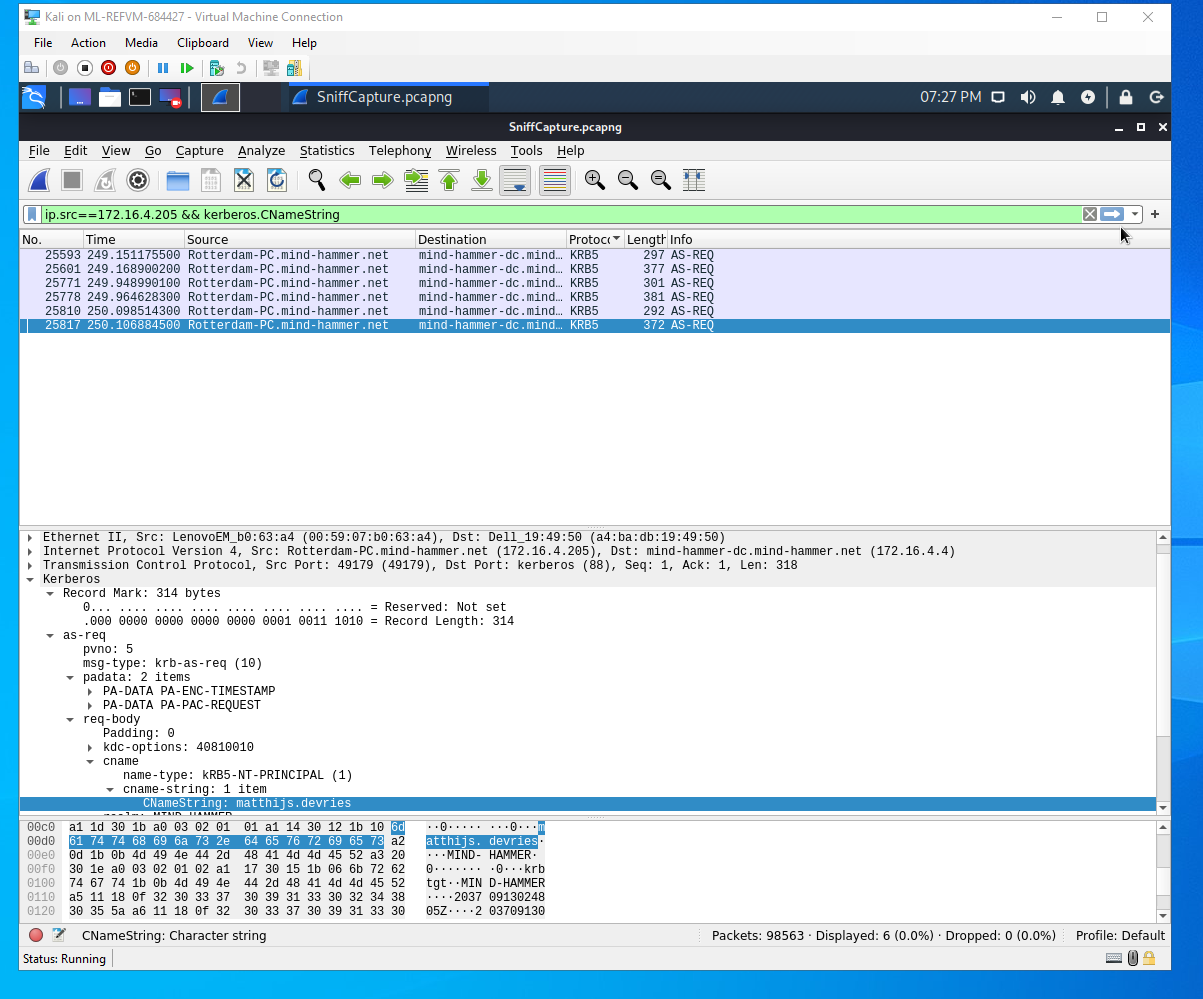 Kali on ML-REFVM-684427 - Virtual Machine Connection
File Action Media Clipboard View Help
SniffCapture.pcapng 07:27 PM
SniffCapture.pcapng
File Edit View Go Capture Analyze Statistics Telephony Wireless Tools Help
ip.src==172.16.4.205 && kerberos.CNameString
No. Time Source Destination Protocc Length Info
25593 249.151175500 Rotterdam-PC.mind-hammer.net mind-hammer-dc.mind… KRB5 297 AS-REQ
25601 249.168900200 Rotterdam-PC.mind-hammer.net mind-hammer-dc.mind… KRB5 377 AS-REQ
25771 249.948990100 Rotterdam-PC.mind-hammer.net mind-hammer-dc.mind… KRB5 301 AS-REQ
25778 249.964628300 Rotterdam-PC.mind-hammer.net mind-hammer-dc.mind… KRB5 381 AS-REQ
25810 250.098514300 Rotterdam-PC.mind-hammer.net mind-hammer-dc.mind… KRB5 292 AS-REQ
25817 250.106884500 Rotterdam-PC.mind-hammer.net mind-hammer-dc.mind… KRB5 372 AS-REQ
Ethernet II, Src: LenovoEM_b0:63:a4 (00:59:07:b0:63:a4), Dst: Dell_19:49:50 (a4:ba:db:19:49:50)
Internet Protocol Version 4, Src: Rotterdam-PC.mind-hammer.net (172.16.4.205), Dst: mind-hammer-dc.mind-hammer.net (172.16.4.4)
Transmission Control Protocol, Src Port: 49179 (49179), Dst Port: kerberos (88), Seq: 1, Ack: 1, Len: 318
Kerberos
Record Mark: 314 bytes
0... .... .... .... .... .... .... .... = Reserved: Not set
.000 0000 0000 0000 0000 0001 0011 1010 = Record Length: 314
as-req
pvno: 5
msg-type: krb-as-req (10)
padata: 2 items
PA-DATA PA-ENC-TIMESTAMP
PA-DATA PA-PAC-REQUEST
req-body
Padding: 0
kdc-options: 40810010
cname
name-type: kRB5-NT-PRINCIPAL (1)
cname-string: 1 item
CNameString: matthijs.devries
realm: MIND-HAMMER
00c0 a1 1d 30 1b a0 03 02 01 01 a1 14 30 12 1b 10 6d ··0····· ···0···m
00d0 61 74 74 68 69 6a 73 2e 64 65 76 72 69 65 73 a2 atthijs. devries·
00e0 0d 1b 0b 4d 49 4e 44 2d 48 41 4d 4d 45 52 a3 20 ···MIND- HAMMER·
00f0 30 1e a0 03 02 01 02 a1 17 30 15 1b 06 6b 72 62 0······· ·0···krb
0100 74 67 74 1b 0b 4d 49 4e 44 2d 48 41 4d 4d 45 52 tgt··MIN D-HAMMER
0110 a5 11 18 0f 32 30 33 37 30 39 31 33 30 32 34 38 ····2037 09130248
0120 30 35 5a a6 11 18 0f 32 30 33 37 30 39 31 33 30 05Z····2 03709130
CNameString: Character string Packets: 98563 · Displayed: 6 (0.0%) · Dropped: 0 (0.0%) Profile: Default
Status: Running